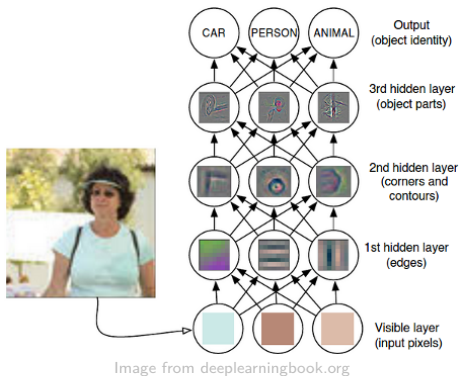 CAR PERSON ANIMAL
Output
(object identity)
3rd hidden layer
(object parts)
2nd hidden layer
(corners and
contours)
1st hidden layer
(edges)
Visible layer
(input pixels)
Image from deeplearningbook.org